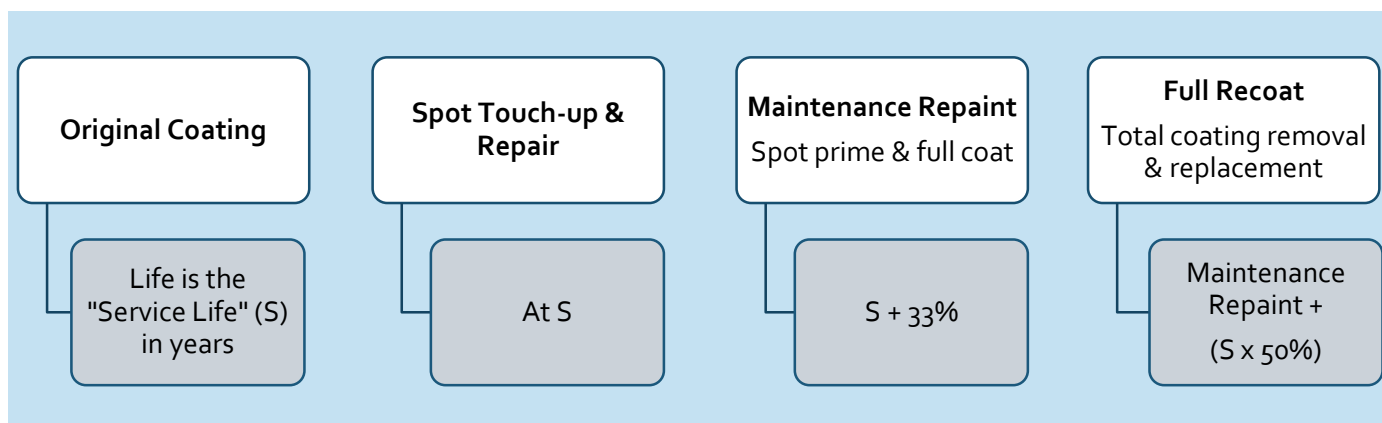 Original Coating
Life is the
"Service Life" (S)
in years
Spot Touch-up &
Repair
At S
Maintenance Repaint
Spot prime & full coat
S + 33%
Full Recoat
Total coating removal
& replacement
Maintenance
Repaint +
(S x 50%)